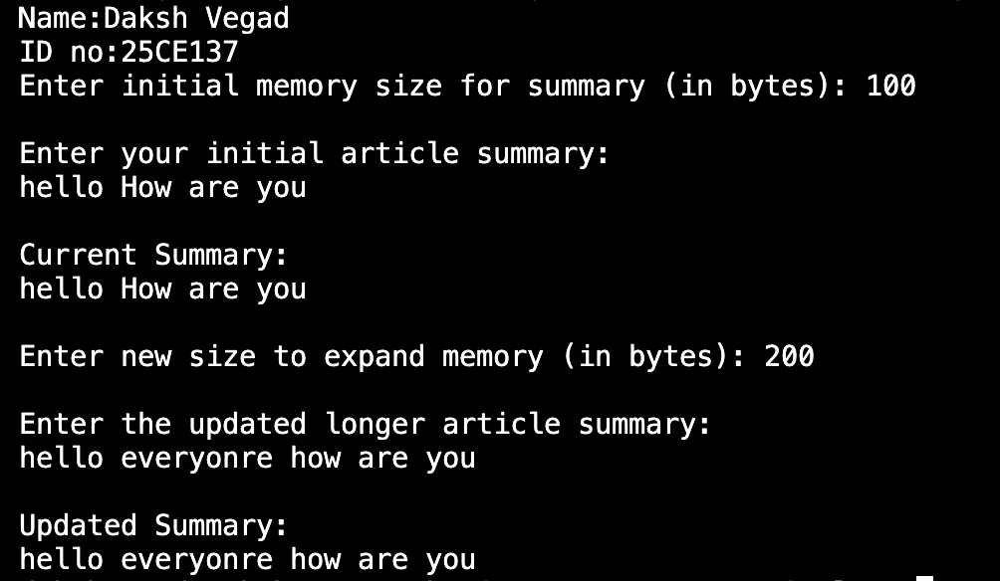 Name:Daksh Vegad
ID no:25CE137
Enter initial memory size for summary (in bytes): 100
Enter your initial article summary:
hello How are you
Current Summary:
hello How are you
Enter new size to expand memory (in bytes): 200
Enter the updated longer article summary:
hello everyonre how are you
Updated Summary:
hello everyonre how are you